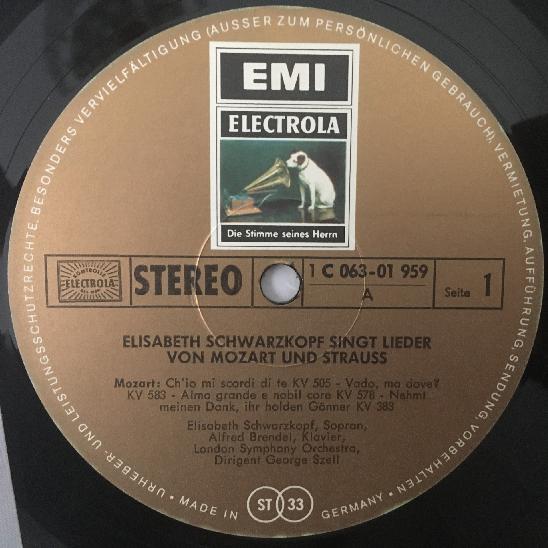 URHEBER- UND LEISTUNGSSCHUTZRECHTE, BESONDERS VERVIELFÄLTIGUNG (AUSSER ZUM PERSÖNLICHEN GEBRAUCH), VERMIETUNG, AUFFÜHRUNG, SENDUNG, VORBEHALTEN
EMI
ELECTROLA
Die Stimme seines Herrn
KONTROLLE
ELECTROLA
STEREO
1 C 063-01 959
A
Seite 1
ELISABETH SCHWARZKOPF SINGT LIEDER
VON MOZART UND STRAUSS
Mozart: Ch'io mi scordi di te KV 505 - Vado, ma dove?
KV 583 - Alma grande e nobil core KV 578 - Nehmt
meinen Dank, ihr holden Gönner KV 383
Elisabeth Schwarzkopf, Sopran,
Alfred Brendel, Klavier,
London Symphony Orchestra,
Dirigent George Szell
• MADE IN GERMANY •
ST 33